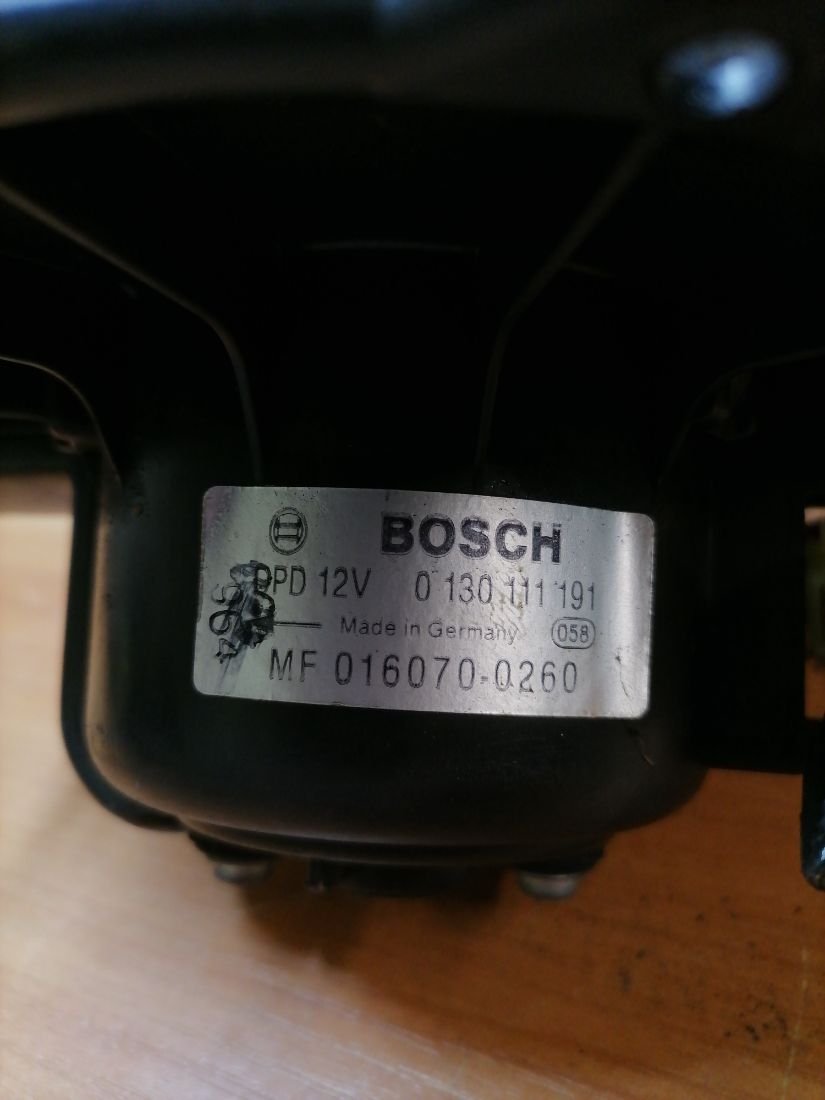 BOSCH
DPD 12V 0 130 111 191
Made in Germany 058
MF 016070-0260